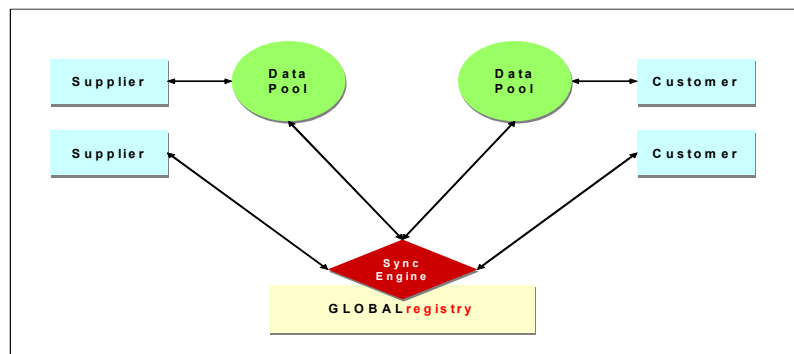 Supplier
Data
Pool
Data
Pool
Customer
Supplier
Customer
Sync
Engine
GLOBALregistry